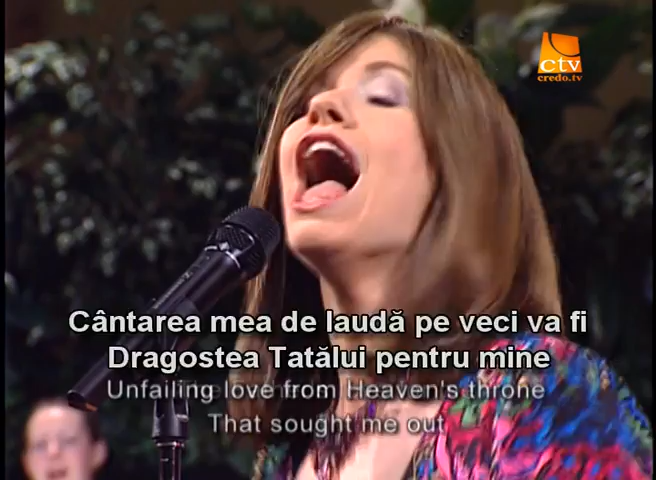 ctv
credo.tv
Cântarea mea de laudă pe veci va fi
Dragostea Tatălui pentru mine
Unfailing love from Heaven's throne
That sought me out